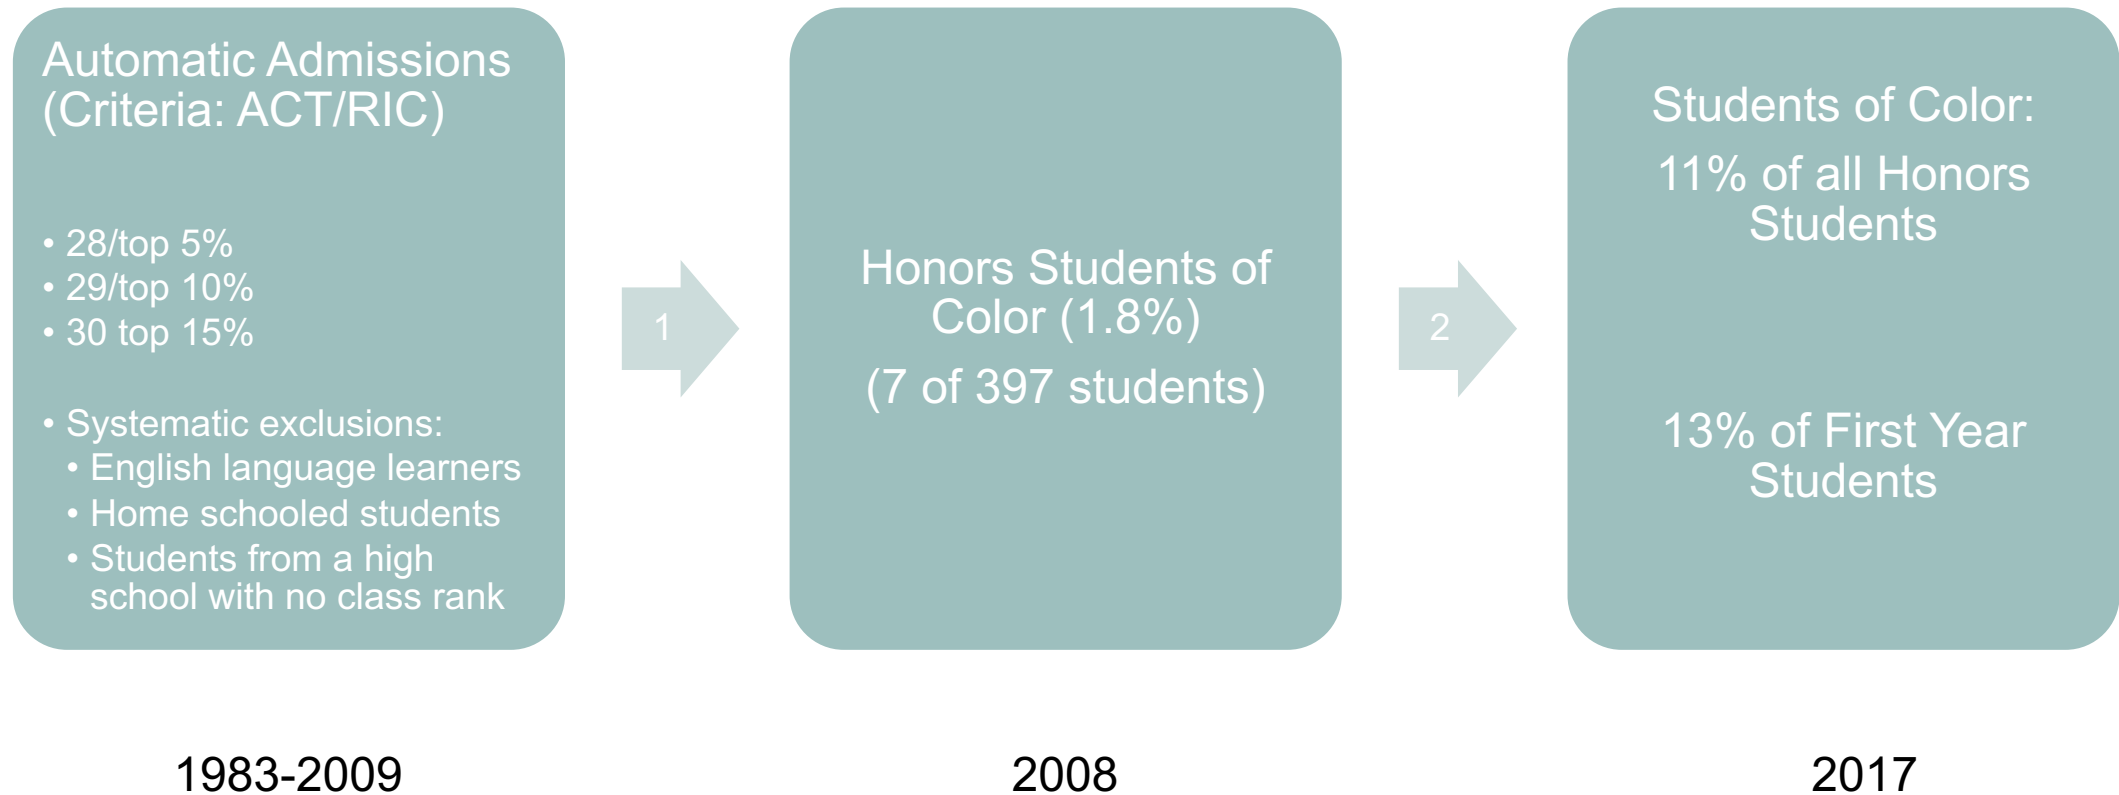 Automatic Admissions
(Criteria: ACT/RIC)
• 28/top 5%
• 29/top 10%
• 30 top 15%
• Systematic exclusions:
• English language learners
• Home schooled students
• Students from a high
school with no class rank
1
Honors Students of
Color (1.8%)
(7 of 397 students)
2
Students of Color:
11% of all Honors
Students
13% of First Year
Students
1983-2009
2008
2017